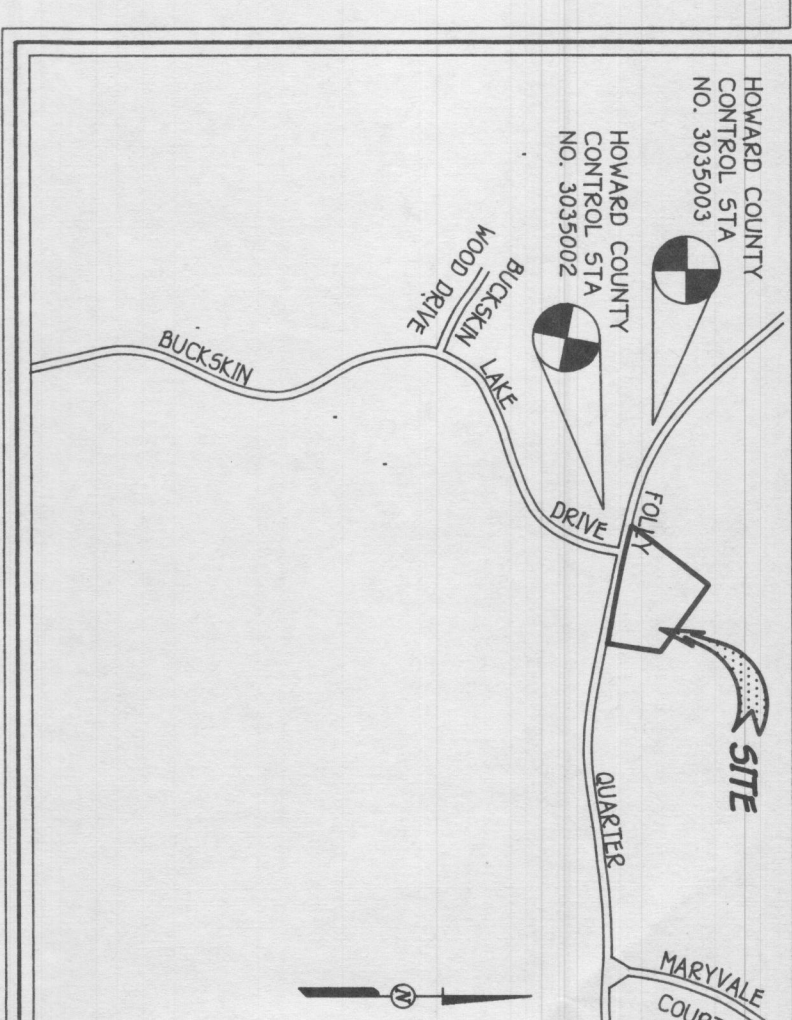 HOWARD COUNTY
CONTROL STA
NO. 3035003
HOWARD COUNTY
CONTROL STA
NO. 3035002
BUCKSKIN
WOOD DRIVE
BUCKSKIN
LAKE
DRIVE
FOLLY
QUARTER
SITE
MARYVALE
COURT
N